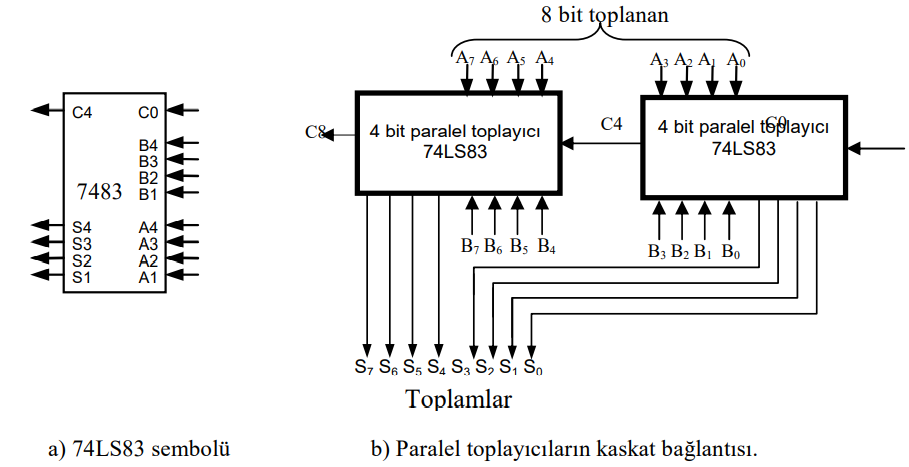 8 bit toplanan
A7 A6 A5 A4
A3 A2 A1 A0
C4 C0
B4
B3
B2
B1
7483
S4 A4
S3 A3
S2 A2
S1 A1
C8
4 bit paralel toplayıcı
74LS83
C4
4 bit paralel toplayıcı
74LS83
C0
B7 B6 B5 B4
B3 B2 B1 B0
S7 S6 S5 S4 S3 S2 S1 S0
Toplamlar
a) 74LS83 sembolü
b) Paralel toplayıcıların kaskat bağlantısı.